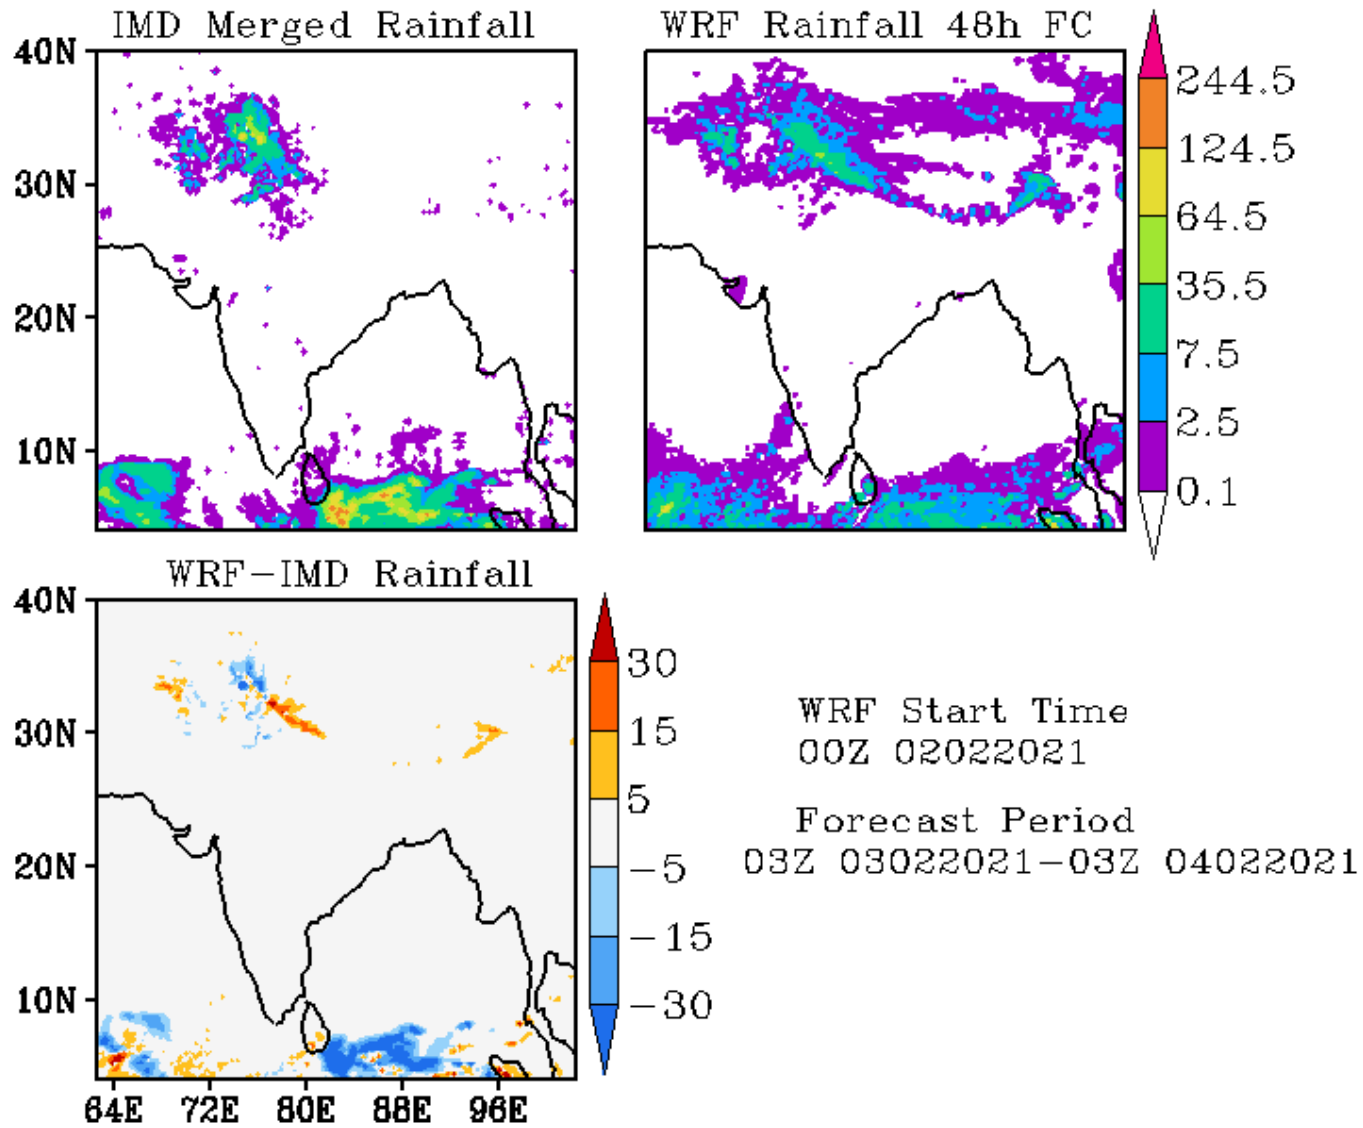 IMD Merged Rainfall
WRF Rainfall 48h FC
40N
30N
20N
10N
244.5
124.5
64.5
35.5
7.5
2.5
0.1
WRF-IMD Rainfall
40N
30N
20N
10N
64E 72E 80E 88E 96E
30
15
5
-5
-15
-30
WRF Start Time
00Z 02022021
Forecast Period
03Z 03022021-03Z 04022021